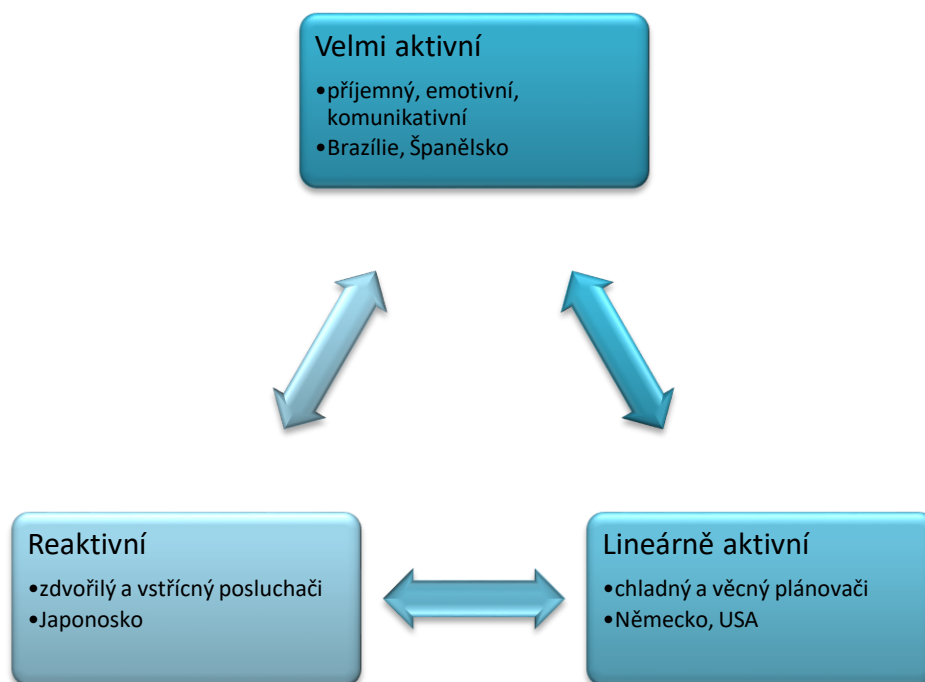 Velmi aktivní
•příjemný, emotivní,
komunikativní
•Brazílie, Španělsko
Reaktivní
•zdvořilý a vstřícný posluchači
•Japonosko
Lineárně aktivní
•chladný a věcný plánovači
•Německo, USA